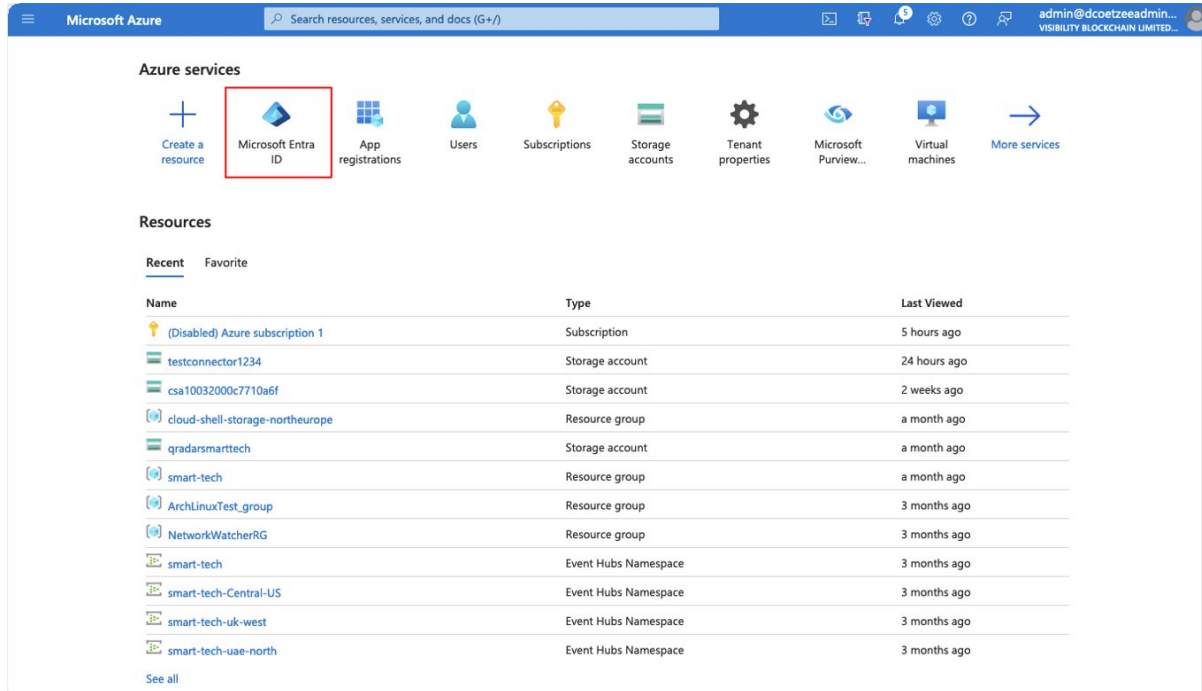 Microsoft Azure
Search resources, services, and docs (G+/)
5
admin@dcoetzeeadmin...
VISIBILITY BLOCKCHAIN LIMITED...
Azure services
Create a
resource
Microsoft Entra
ID
App
registrations
Users
Subscriptions
Storage
accounts
Tenant
properties
Microsoft
Purview...
Virtual
machines
More services
Resources
Recent Favorite
Name Type Last Viewed
(Disabled) Azure subscription 1 Subscription 5 hours ago
testconnector1234 Storage account 24 hours ago
csa10032000c7710a6f Storage account 2 weeks ago
cloud-shell-storage-northeurope Resource group a month ago
qradarsmarttech Storage account a month ago
smart-tech Resource group a month ago
ArchLinuxTest_group Resource group 3 months ago
NetworkWatcherRG Resource group 3 months ago
smart-tech Event Hubs Namespace 3 months ago
smart-tech-Central-US Event Hubs Namespace 3 months ago
smart-tech-uk-west Event Hubs Namespace 3 months ago
smart-tech-uae-north Event Hubs Namespace 3 months ago
See all